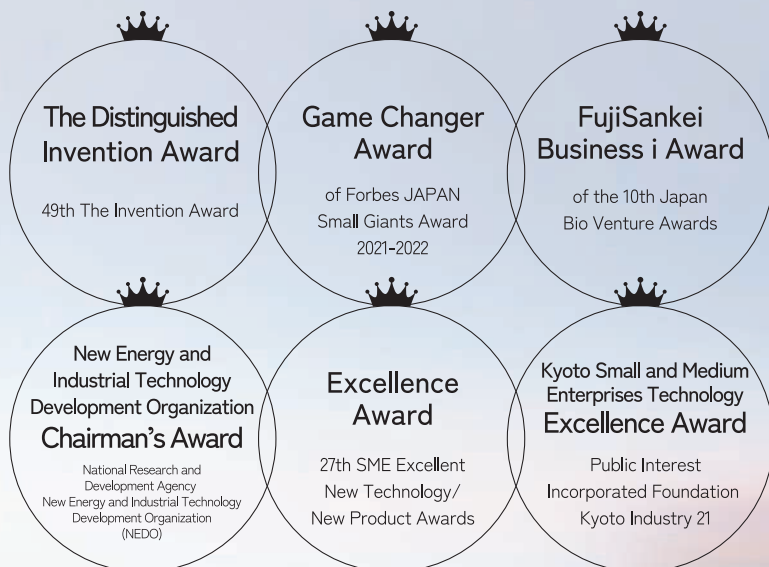 The Distinguished
Invention Award
49th The Invention Award
Game Changer
Award
of Forbes JAPAN
Small Giants Award
2021-2022
FujiSankei
Business i Award
of the 10th Japan
Bio Venture Awards
New Energy and
Industrial Technology
Development Organization
Chairman's Award
National Research and
Development Agency
New Energy and Industrial Technology
Development Organization
(NEDO)
Excellence
Award
27th SME Excellent
New Technology/
New Product Awards
Kyoto Small and Medium
Enterprises Technology
Excellence Award
Public Interest
Incorporated Foundation
Kyoto Industry 21